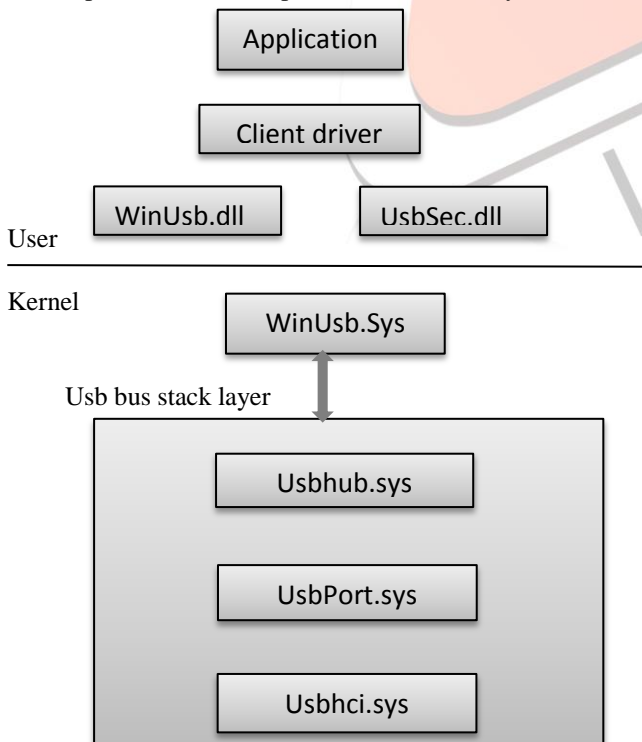 Application
Client driver
WinUsb.dll
UsbSec.dll
User
Kernel
WinUsb.Sys
Usb bus stack layer
Usbhub.sys
UsbPort.sys
Usbhci.sys